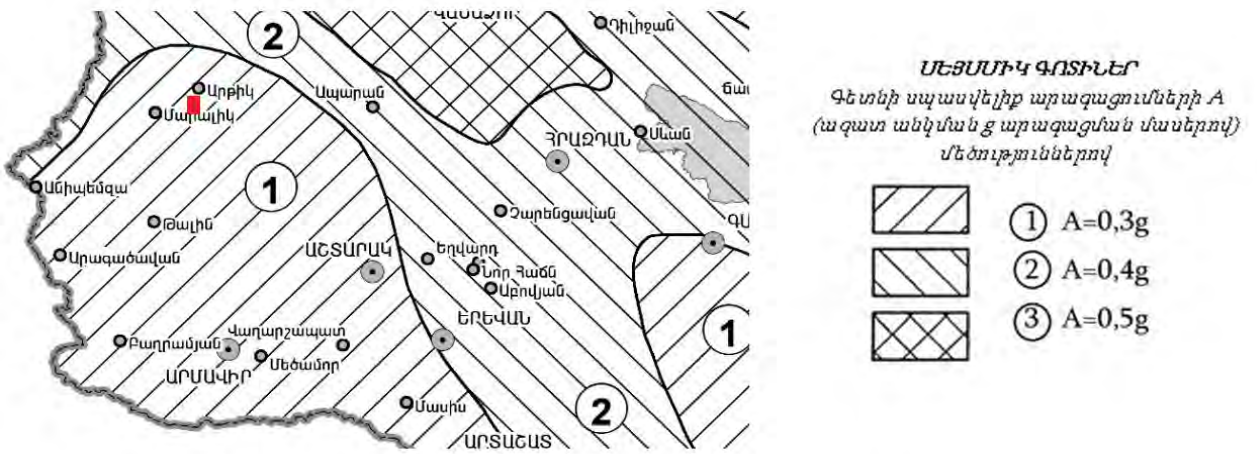 Դիլիջան
2
Ապարան
Արթիկ
Մարալիկ
ՀՐԱԶԴԱՆ
Սևան
Անիպեմզա
1
Չարենցավան
Թալին
Արագածավան
ԱՇՏԱՐԱԿ
Եղվարդ
Նոր Հաճն
Աբովյան
ԵՐԵՎԱՆ
1
Բաղրամյան
Վաղարշապատ
Մեծամոր
ԱՐՄԱՎԻՐ
Մասիս
2
ԱՐՏԱՇԱՏ
ՍԵՅՍՄԻԿ ԳՈՏԻՆԵՐ
Գետնի սպասվելիք արագացումների A
(ազատ անկման g արագացման մասերով)
մեծություններով
1 A=0,3g
2 A=0,4g
3 A=0,5g